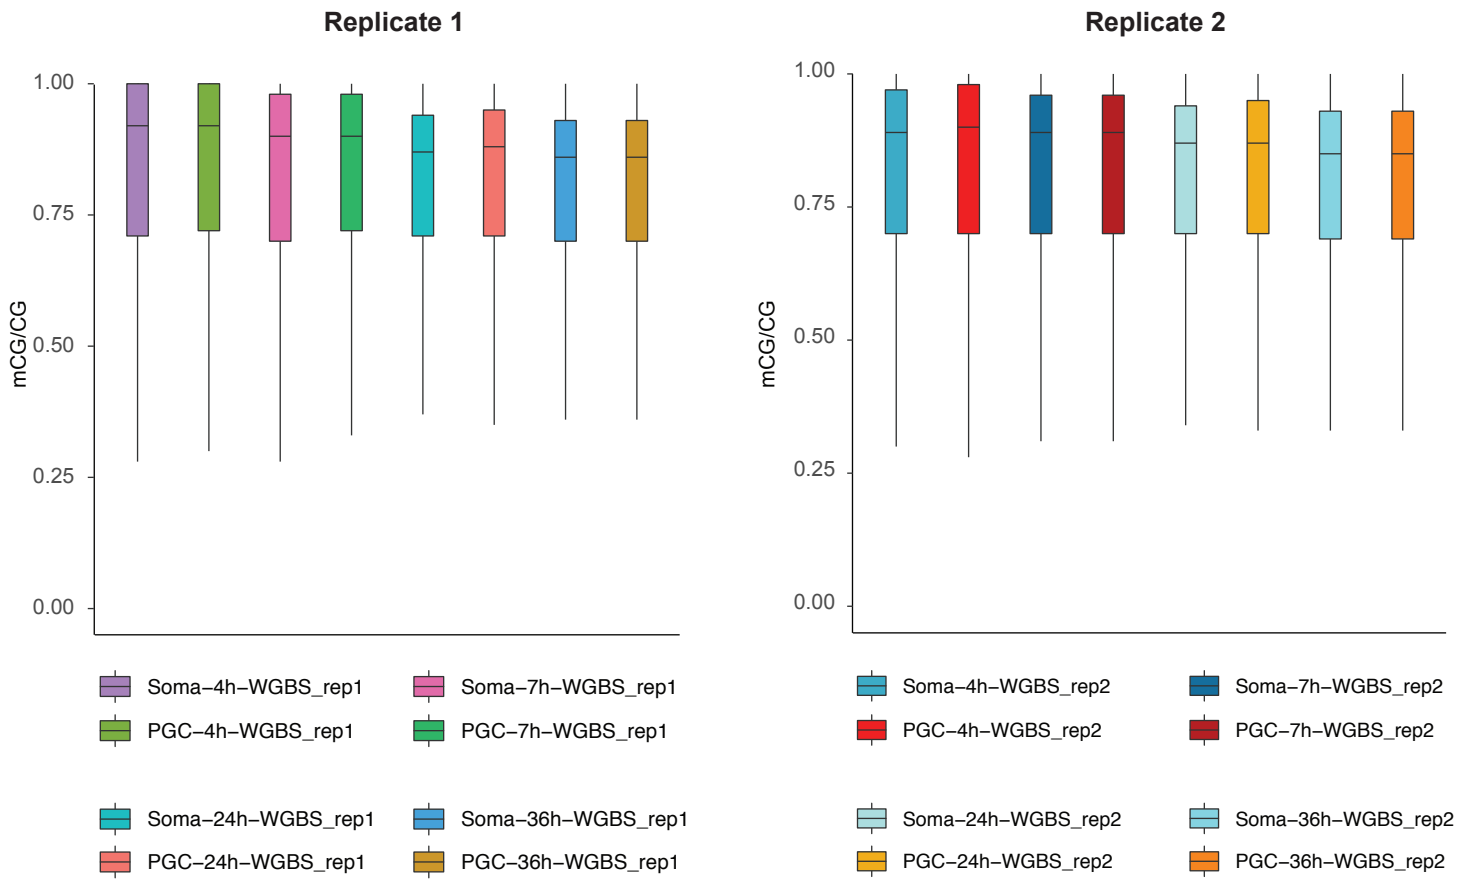 Replicate 1
mCG/CG
1.00
0.75
0.50
0.25
0.00
Soma–4h–WGBS_rep1
Soma–7h–WGBS_rep1
PGC–4h–WGBS_rep1
PGC–7h–WGBS_rep1
Soma–24h–WGBS_rep1
Soma–36h–WGBS_rep1
PGC–24h–WGBS_rep1
PGC–36h–WGBS_rep1
Replicate 2
mCG/CG
1.00
0.75
0.50
0.25
0.00
Soma–4h–WGBS_rep2
Soma–7h–WGBS_rep2
PGC–4h–WGBS_rep2
PGC–7h–WGBS_rep2
Soma–24h–WGBS_rep2
Soma–36h–WGBS_rep2
PGC–24h–WGBS_rep2
PGC–36h–WGBS_rep2